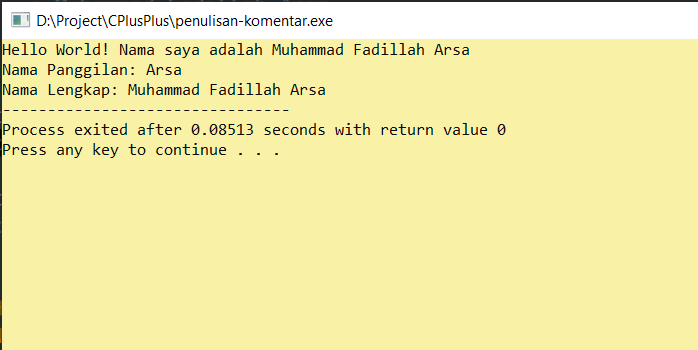 D:\Project\CPlusPlus\penulisan-komentar.exe
Hello World! Nama saya adalah Muhammad Fadillah Arsa
Nama Panggilan: Arsa
Nama Lengkap: Muhammad Fadillah Arsa
--------------------------------
Process exited after 0.08513 seconds with return value 0
Press any key to continue . . .